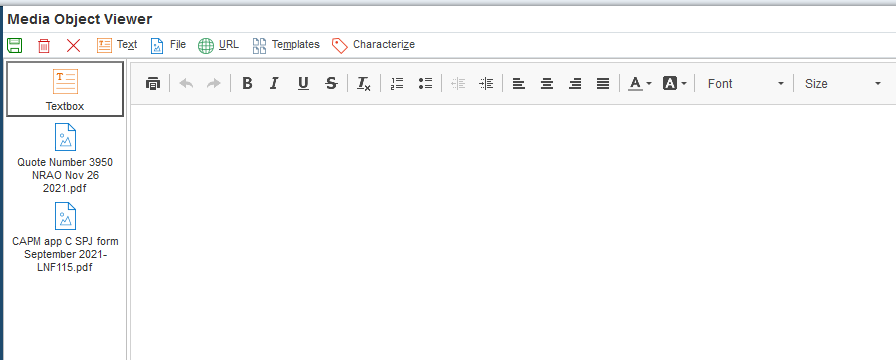 Media Object Viewer
Text File URL Templates Characterize
Textbox
Quote Number 3950
NRAO Nov 26
2021.pdf
CAPM app C SPJ form
September 2021-
LNF115.pdf
B I U S Ix A A Font Size